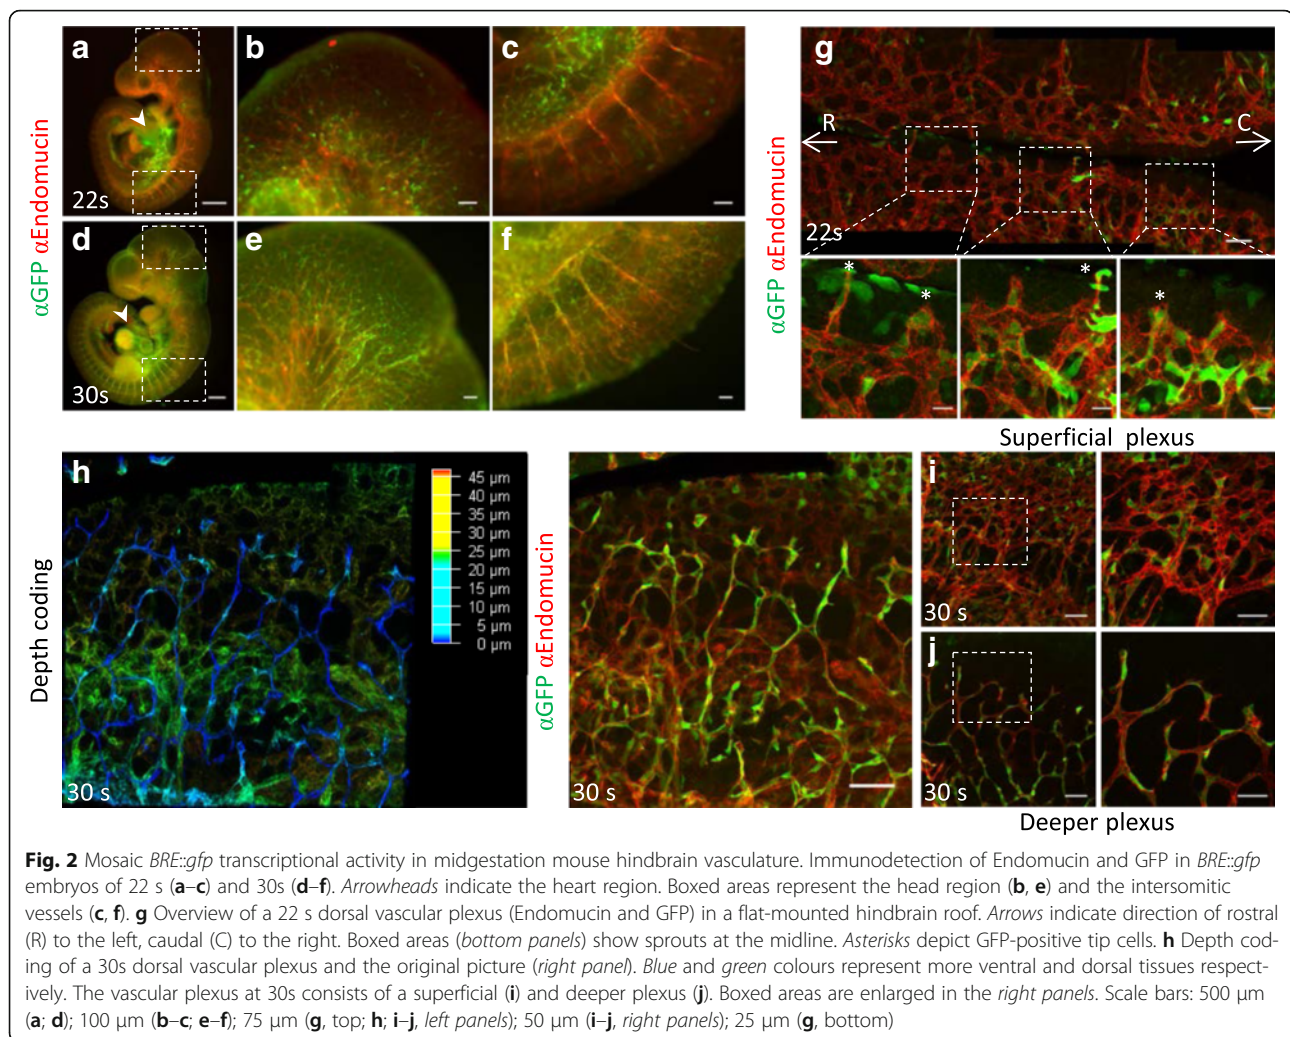 a
b
c
g
αGFP αEndomucin
22s
d
e
f
30s
αGFP αEndomucin
R
C
22s
*
*
*
*
Superficial plexus
h
Depth coding
45 µm
40 µm
35 µm
30 µm
25 µm
20 µm
15 µm
10 µm
5 µm
0 µm
30 s
αGFP αEndomucin
30 s
i
30 s
j
30 s
Deeper plexus
Fig. 2 Mosaic BRE::gfp transcriptional activity in midgestation mouse hindbrain vasculature. Immunodetection of Endomucin and GFP in BRE::gfp
embryos of 22 s (a–c) and 30s (d–f). Arrowheads indicate the heart region. Boxed areas represent the head region (b, e) and the intersomitic
vessels (c, f). g Overview of a 22 s dorsal vascular plexus (Endomucin and GFP) in a flat-mounted hindbrain roof. Arrows indicate direction of rostral
(R) to the left, caudal (C) to the right. Boxed areas (bottom panels) show sprouts at the midline. Asterisks depict GFP-positive tip cells. h Depth cod-
ing of a 30s dorsal vascular plexus and the original picture (right panel). Blue and green colours represent more ventral and dorsal tissues respect-
ively. The vascular plexus at 30s consists of a superficial (i) and deeper plexus (j). Boxed areas are enlarged in the right panels. Scale bars: 500 µm
(a; d); 100 µm (b–c; e–f); 75 µm (g, top; h; i–j, left panels); 50 µm (i–j, right panels); 25 µm (g, bottom)